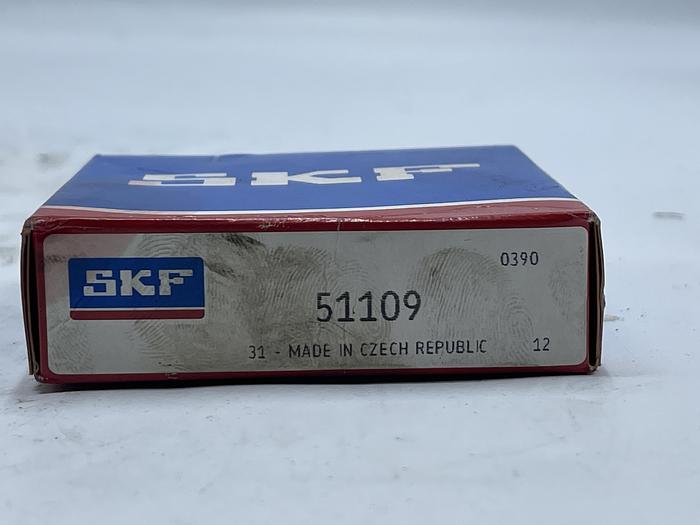 SKF
0390
SKF
51109
31 - MADE IN CZECH REPUBLIC 12